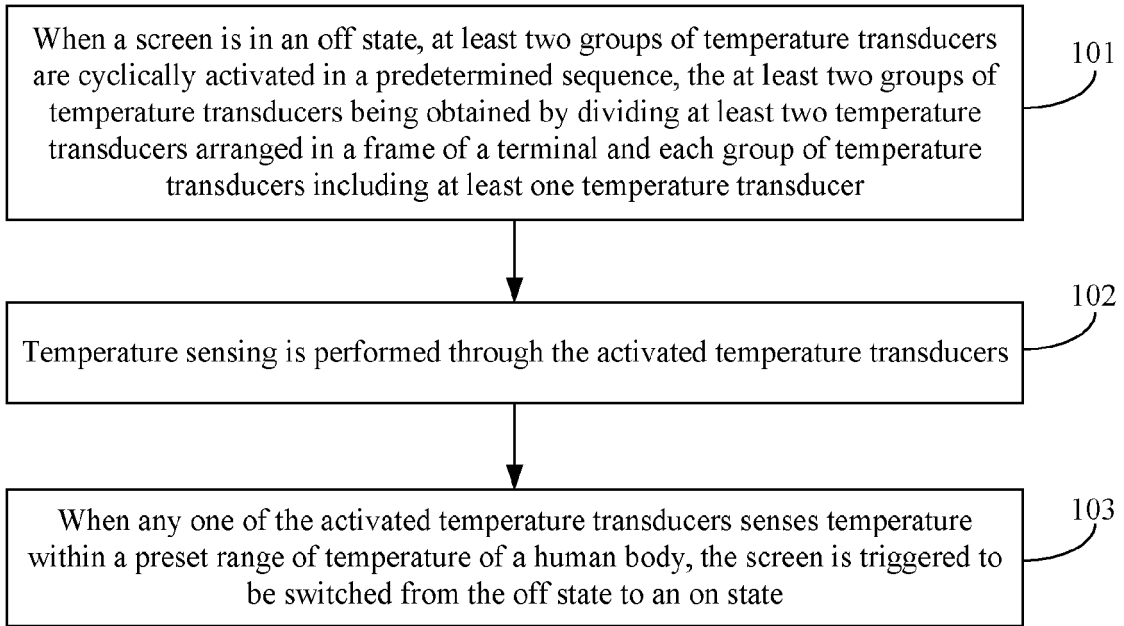 When a screen is in an off state, at least two groups of temperature transducers
are cyclically activated in a predetermined sequence, the at least two groups of
temperature transducers being obtained by dividing at least two temperature
transducers arranged in a frame of a terminal and each group of temperature
transducers including at least one temperature transducer
101
Temperature sensing is performed through the activated temperature transducers
102
When any one of the activated temperature transducers senses temperature
within a preset range of temperature of a human body, the screen is triggered to
be switched from the off state to an on state
103